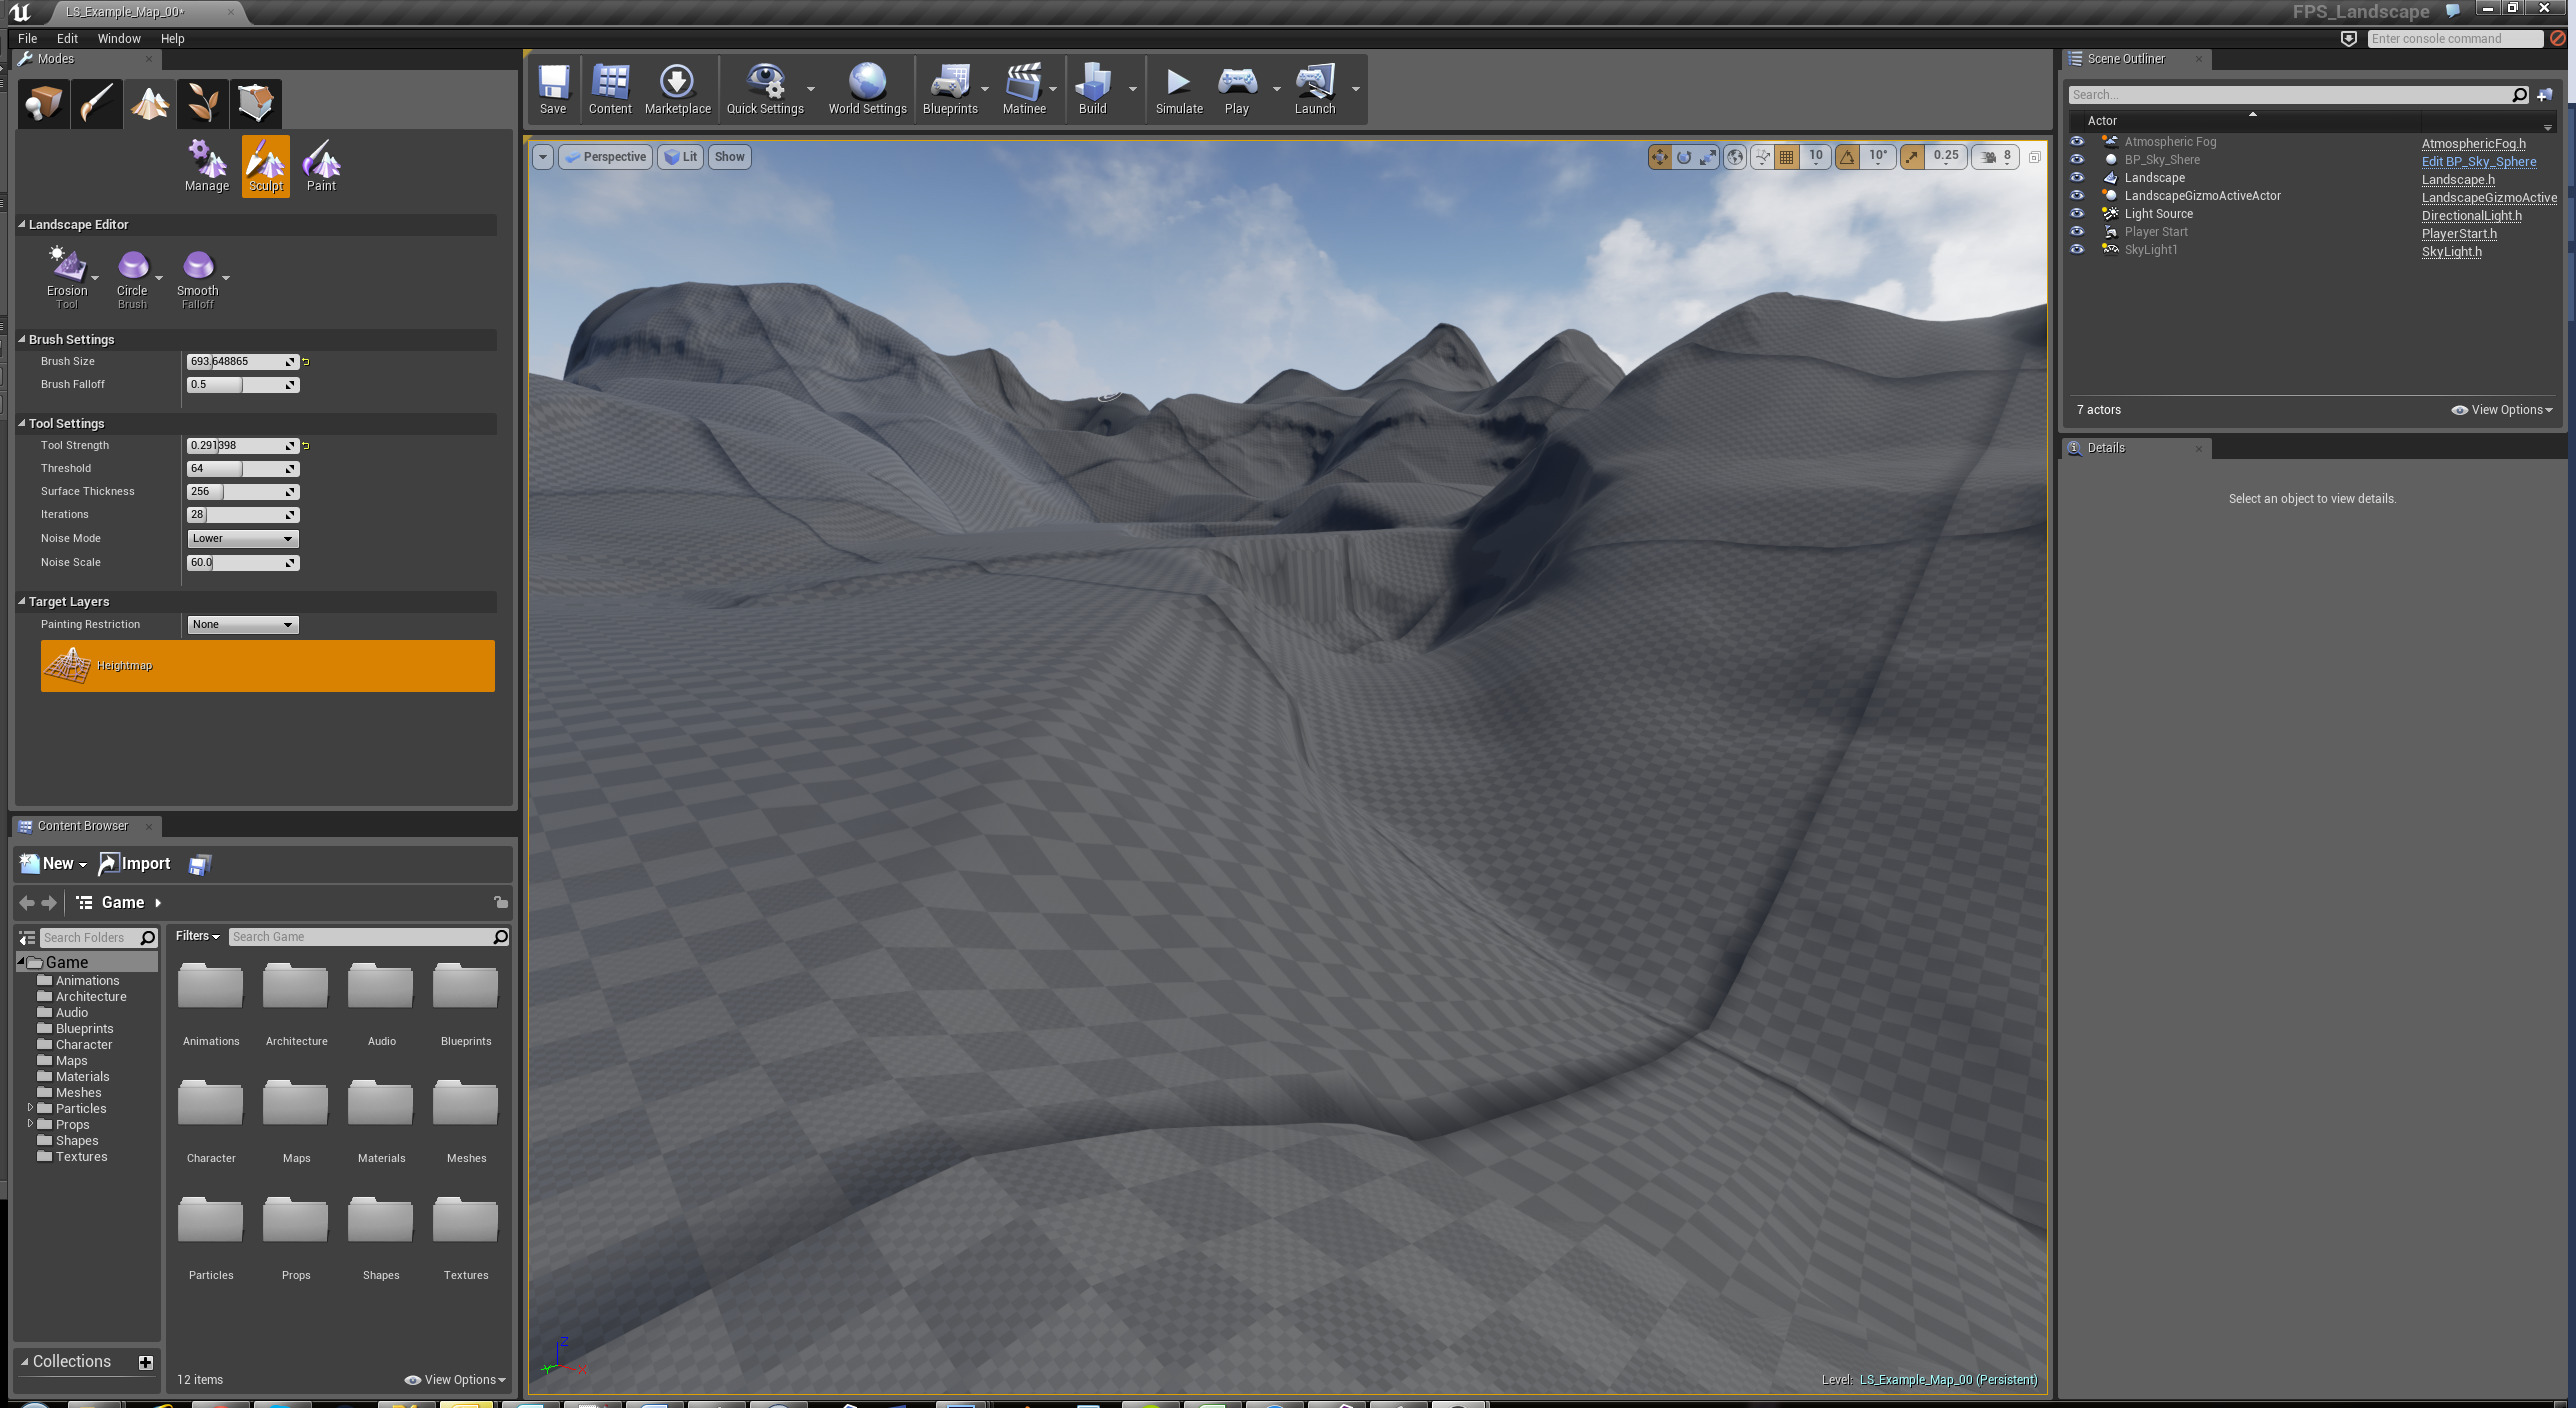 LS_Example_Map_00*
FPS_Landscape
File Edit Window Help
Enter console command
Modes
Manage Sculpt Paint
Landscape Editor
Erosion Circle Smooth
Tool Brush Falloff
Brush Settings
Brush Size 693.648865
Brush Falloff 0.5
Tool Settings
Tool Strength 0.291398
Threshold 64
Surface Thickness 256
Iterations 28
Noise Mode Lower
Noise Scale 60.0
Target Layers
Painting Restriction None
Heightmap
Content Browser
New Import
Game
Search Folders
Game
Animations
Architecture
Audio
Blueprints
Character
Maps
Materials
Meshes
Particles
Props
Shapes
Textures
Collections
Filters Search Game
Animations Architecture Audio Blueprints
Character Maps Materials Meshes
Particles Props Shapes Textures
12 items View Options
Save Content Marketplace Quick Settings World Settings Blueprints Matinee Build Simulate Play Launch
Perspective Lit Show
10 10° 0.25 8
Z
Y
Level: LS_Example_Map_00 (Persistent)
Scene Outliner
Search...
Actor
Atmospheric Fog AtmosphericFog.h
BP_Sky_Shere Edit BP_Sky_Sphere
Landscape Landscape.h
LandscapeGizmoActiveActor LandscapeGizmoActive
Light Source DirectionalLight.h
Player Start PlayerStart.h
SkyLight1 SkyLight.h
7 actors View Options
Details
Select an object to view details.